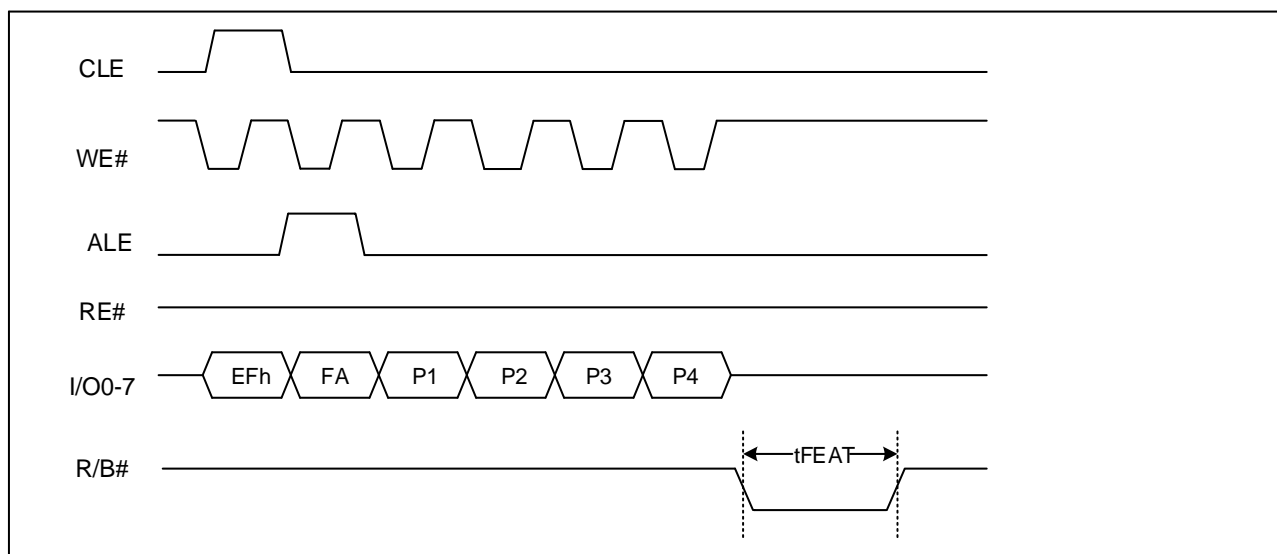 CLE
WE#
ALE
RE#
I/O0-7 EFh FA P1 P2 P3 P4
R/B# tFEAT